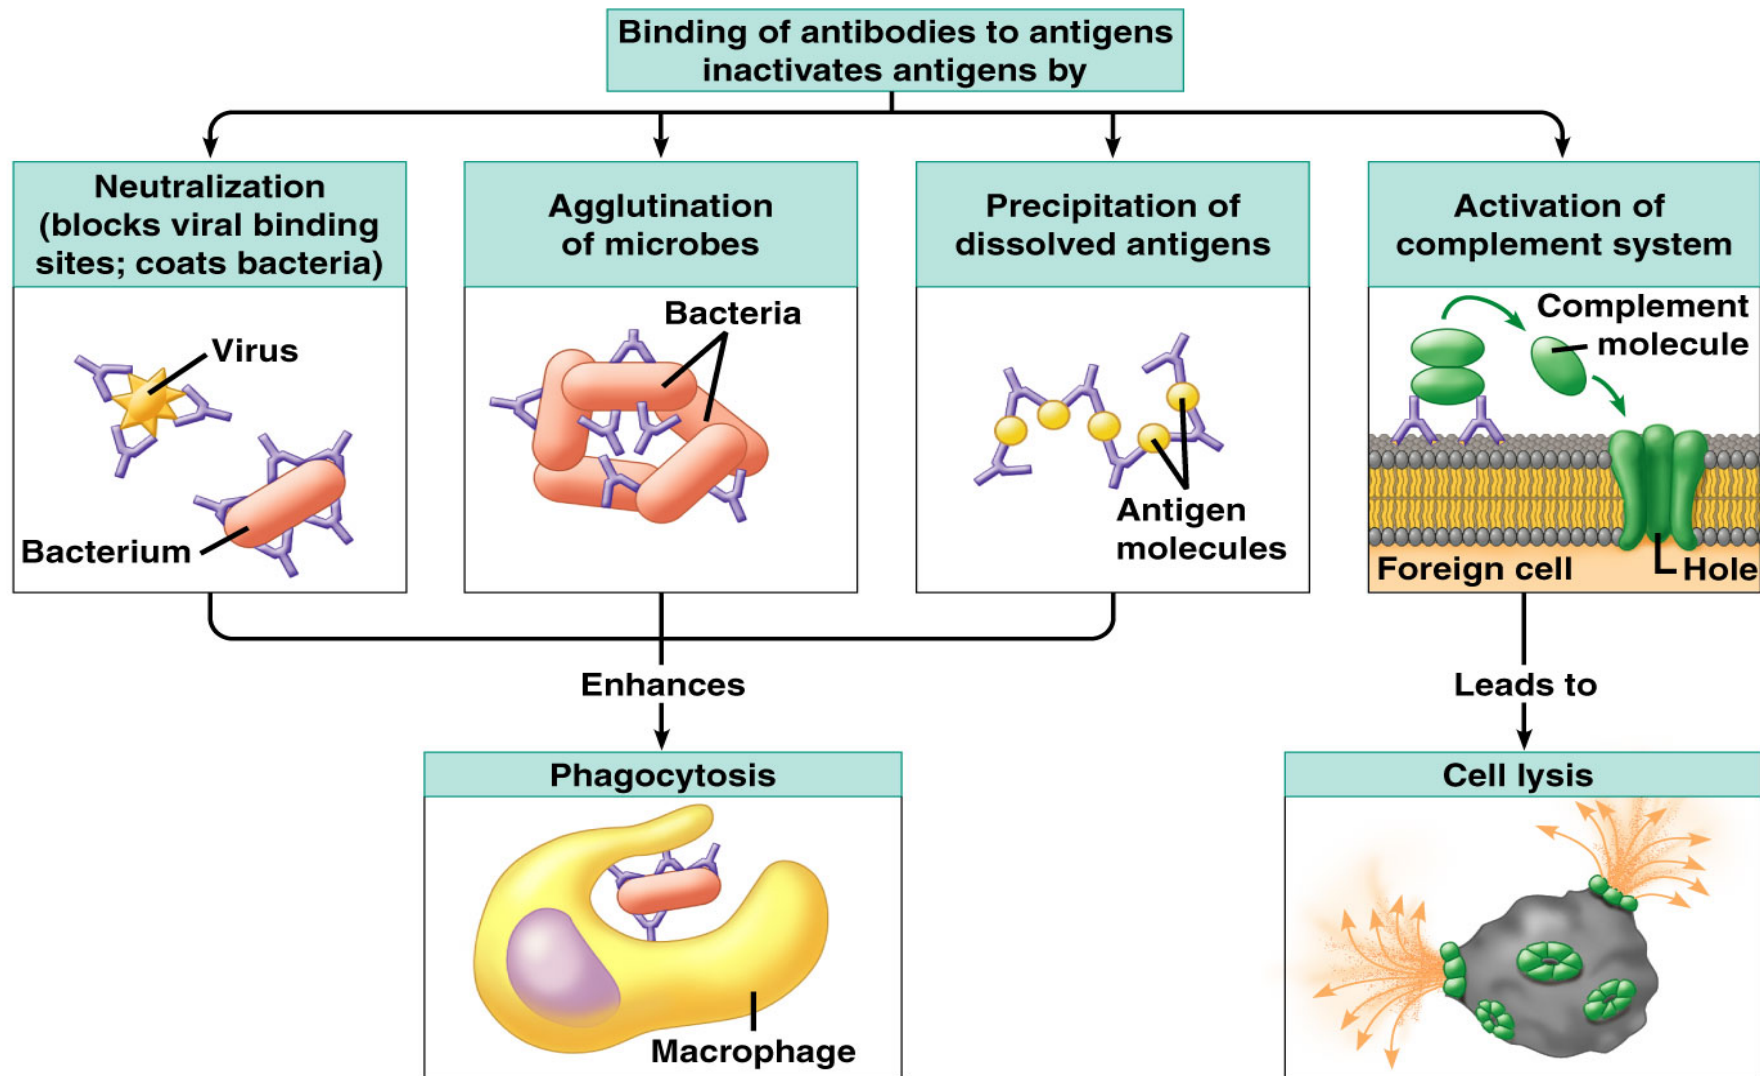 Binding of antibodies to antigens
inactivates antigens by
Neutralization
(blocks viral binding
sites; coats bacteria)
Virus
Bacterium
Agglutination
of microbes
Bacteria
Precipitation of
dissolved antigens
Antigen
molecules
Activation of
complement system
Complement
molecule
Foreign cell
Hole
Enhances
Leads to
Phagocytosis
Macrophage
Cell lysis